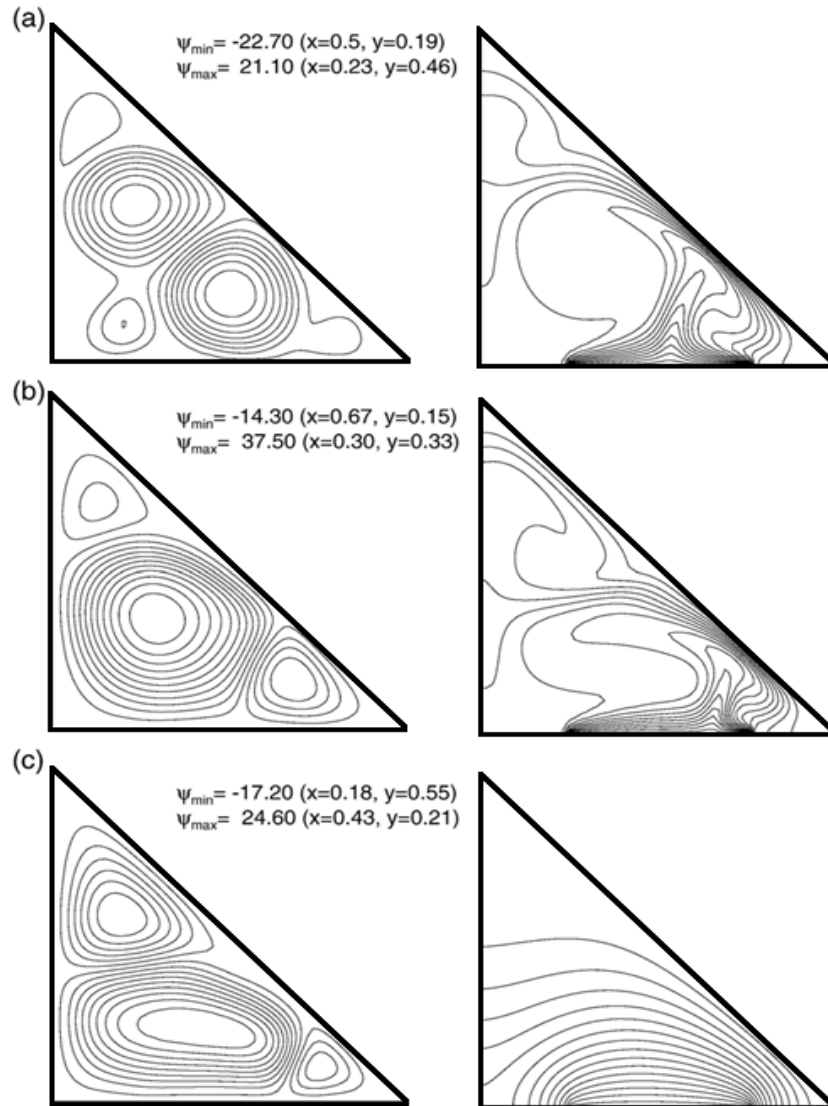 (a)
ψmin= -22.70 (x=0.5, y=0.19)
ψmax= 21.10 (x=0.23, y=0.46)
(b)
ψmin= -14.30 (x=0.67, y=0.15)
ψmax= 37.50 (x=0.30, y=0.33)
(c)
ψmin= -17.20 (x=0.18, y=0.55)
ψmax= 24.60 (x=0.43, y=0.21)